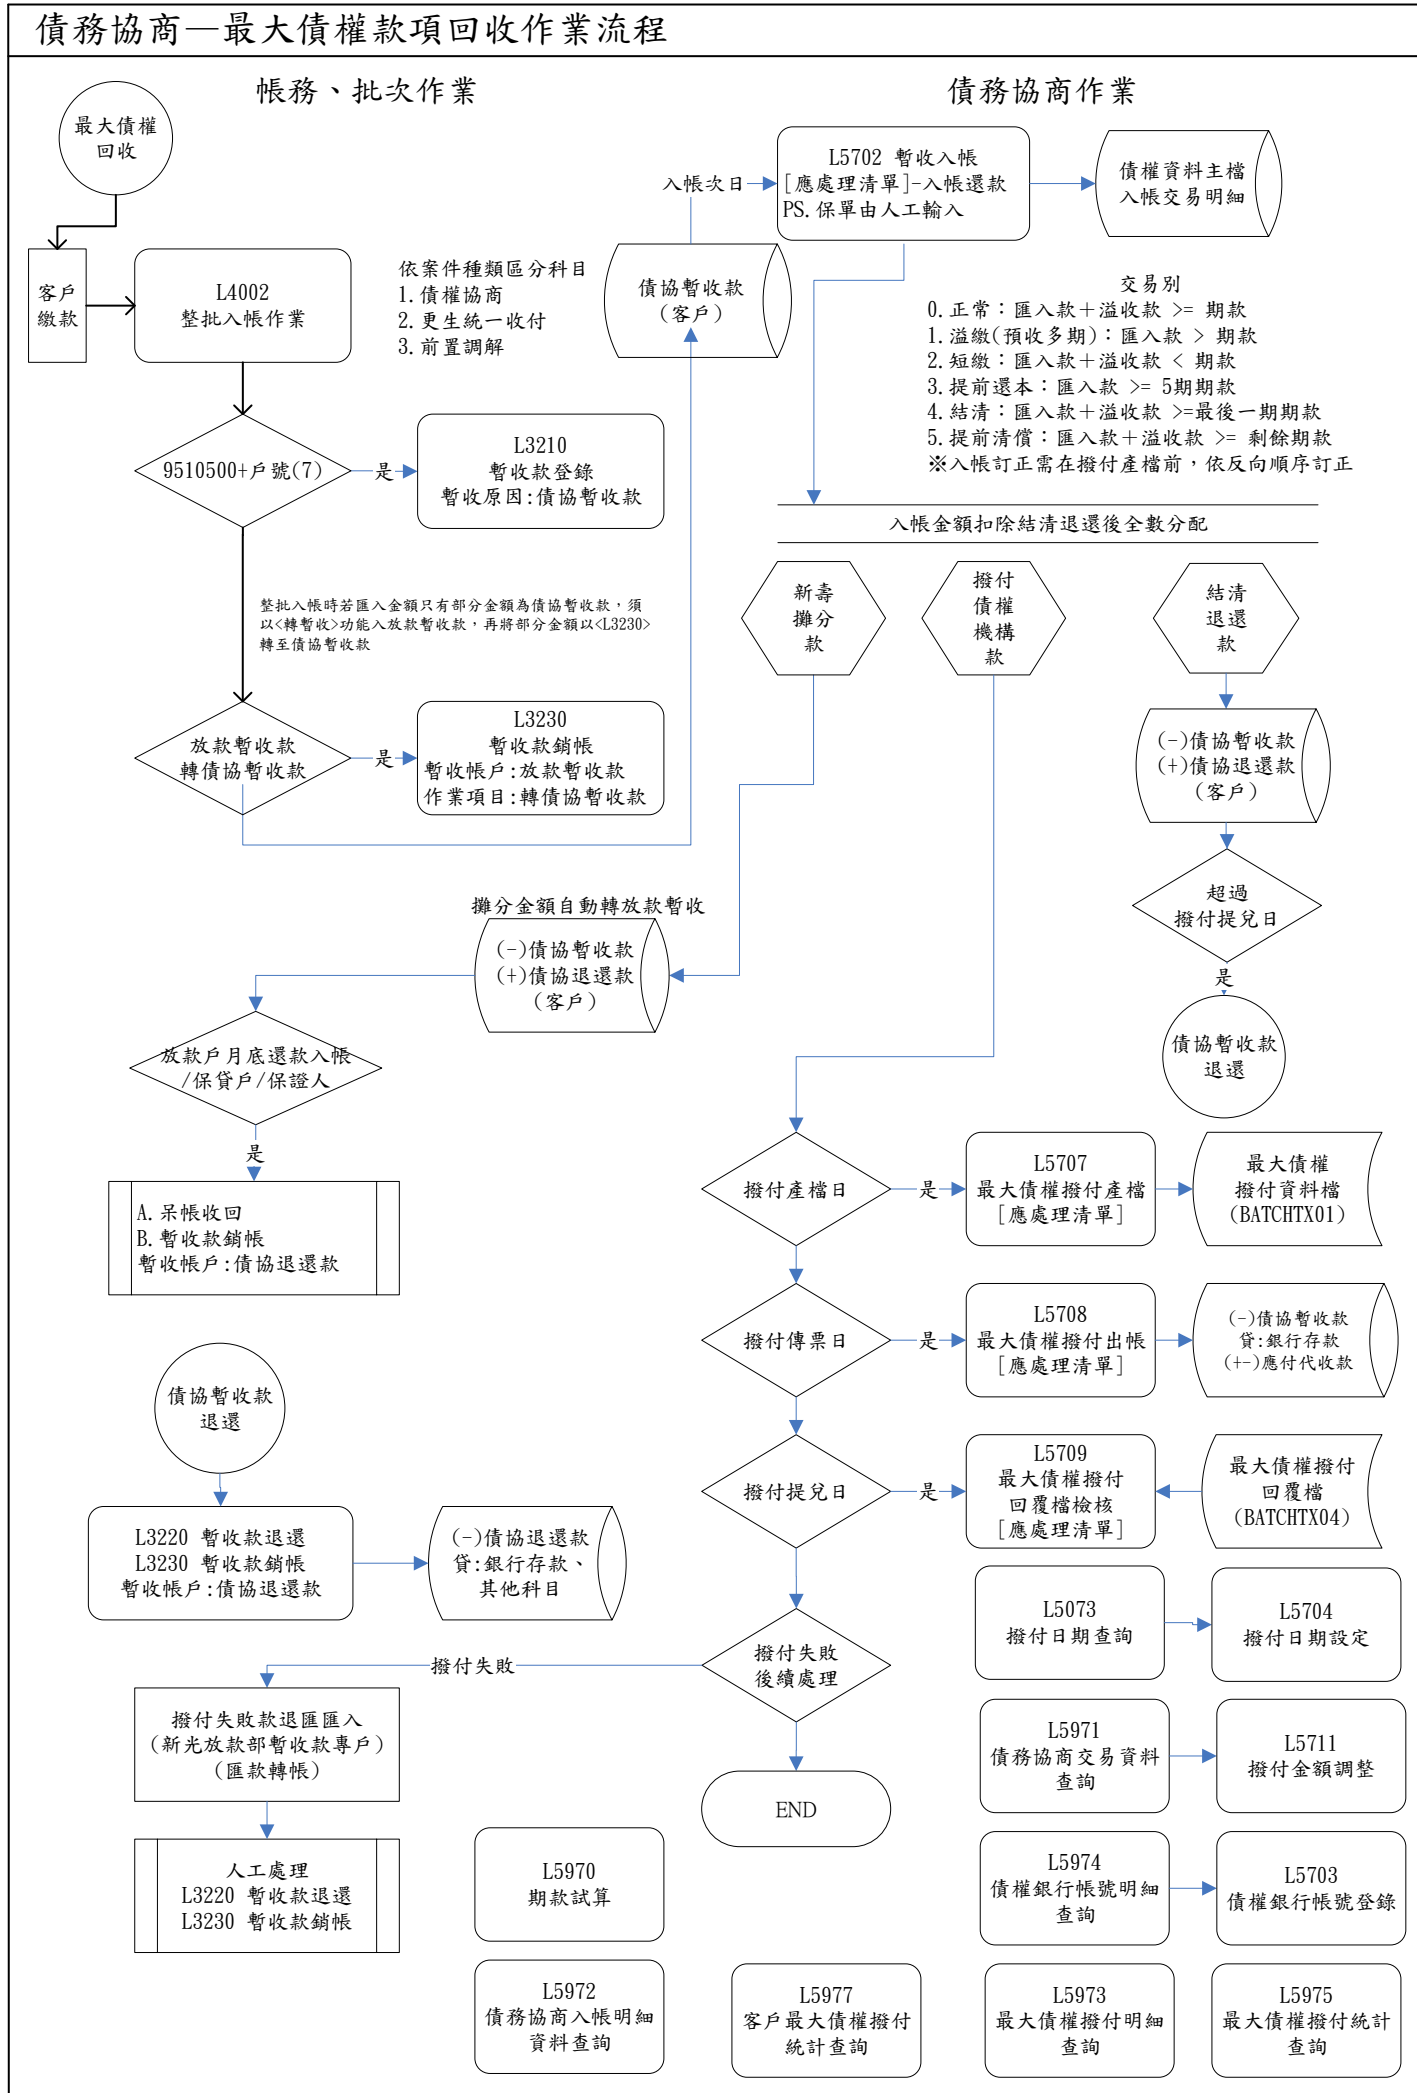 債務協商—最大債權款項回收作業流程
帳務、批次作業
債務協商作業
最大債權
回收
客戶
繳款
L4002
整批入帳作業
依案件種類區分科目
1.債權協商
2.更生統一收付
3.前置調解
債協暫收款
(客戶)
入帳次日
L5702 暫收入帳
[應處理清單]-入帳還款
PS.保單由人工輸入
債權資料主檔
入帳交易明細
交易別
0.正常：匯入款＋溢收款 >= 期款
1.溢繳(預收多期)：匯入款 > 期款
2.短繳：匯入款＋溢收款 < 期款
3.提前還本：匯入款 >= 5期期款
4.結清：匯入款＋溢收款 >=最後一期期款
5.提前清償：匯入款＋溢收款 >= 剩餘期款
※入帳訂正需在撥付產檔前，依反向順序訂正
9510500+戶號(7)
是
L3210
暫收款登錄
暫收原因:債協暫收款
入帳金額扣除結清退還後全數分配
新壽
攤分
款
撥付
債權
機構
款
結清
退還
款
整批入帳時若匯入金額只有部分金額為債協暫收款，須
以<轉暫收>功能入放款暫收款，再將部分金額以<L3230>
轉至債協暫收款
放款暫收款
轉債協暫收款
是
L3230
暫收款銷帳
暫收帳戶:放款暫收款
作業項目:轉債協暫收款
(-)債協暫收款
(+)債協退還款
(客戶)
超過
撥付提兌日
是
債協暫收款
退還
攤分金額自動轉放款暫收
(-)債協暫收款
(+)債協退還款
(客戶)
放款戶月底還款入帳
/保貸戶/保證人
是
A.呆帳收回
B.暫收款銷帳
暫收帳戶:債協退還款
撥付產檔日
是
L5707
最大債權撥付產檔
[應處理清單]
最大債權
撥付資料檔
(BATCHTX01)
撥付傳票日
是
L5708
最大債權撥付出帳
[應處理清單]
(-)債協暫收款
貸:銀行存款
(+-)應付代收款
撥付提兌日
是
L5709
最大債權撥付
回覆檔檢核
[應處理清單]
最大債權撥付
回覆檔
(BATCHTX04)
債協暫收款
退還
L3220 暫收款退還
L3230 暫收款銷帳
暫收帳戶:債協退還款
(-)債協退還款
貸:銀行存款、
其他科目
撥付失敗
後續處理
撥付失敗
撥付失敗款退匯匯入
(新光放款部暫收款專戶)
(匯款轉帳)
人工處理
L3220 暫收款退還
L3230 暫收款銷帳
END
L5073
撥付日期查詢
L5704
撥付日期設定
L5971
債務協商交易資料
查詢
L5711
撥付金額調整
L5970
期款試算
L5974
債權銀行帳號明細
查詢
L5703
債權銀行帳號登錄
L5972
債務協商入帳明細
資料查詢
L5977
客戶最大債權撥付
統計查詢
L5973
最大債權撥付明細
查詢
L5975
最大債權撥付統計
查詢